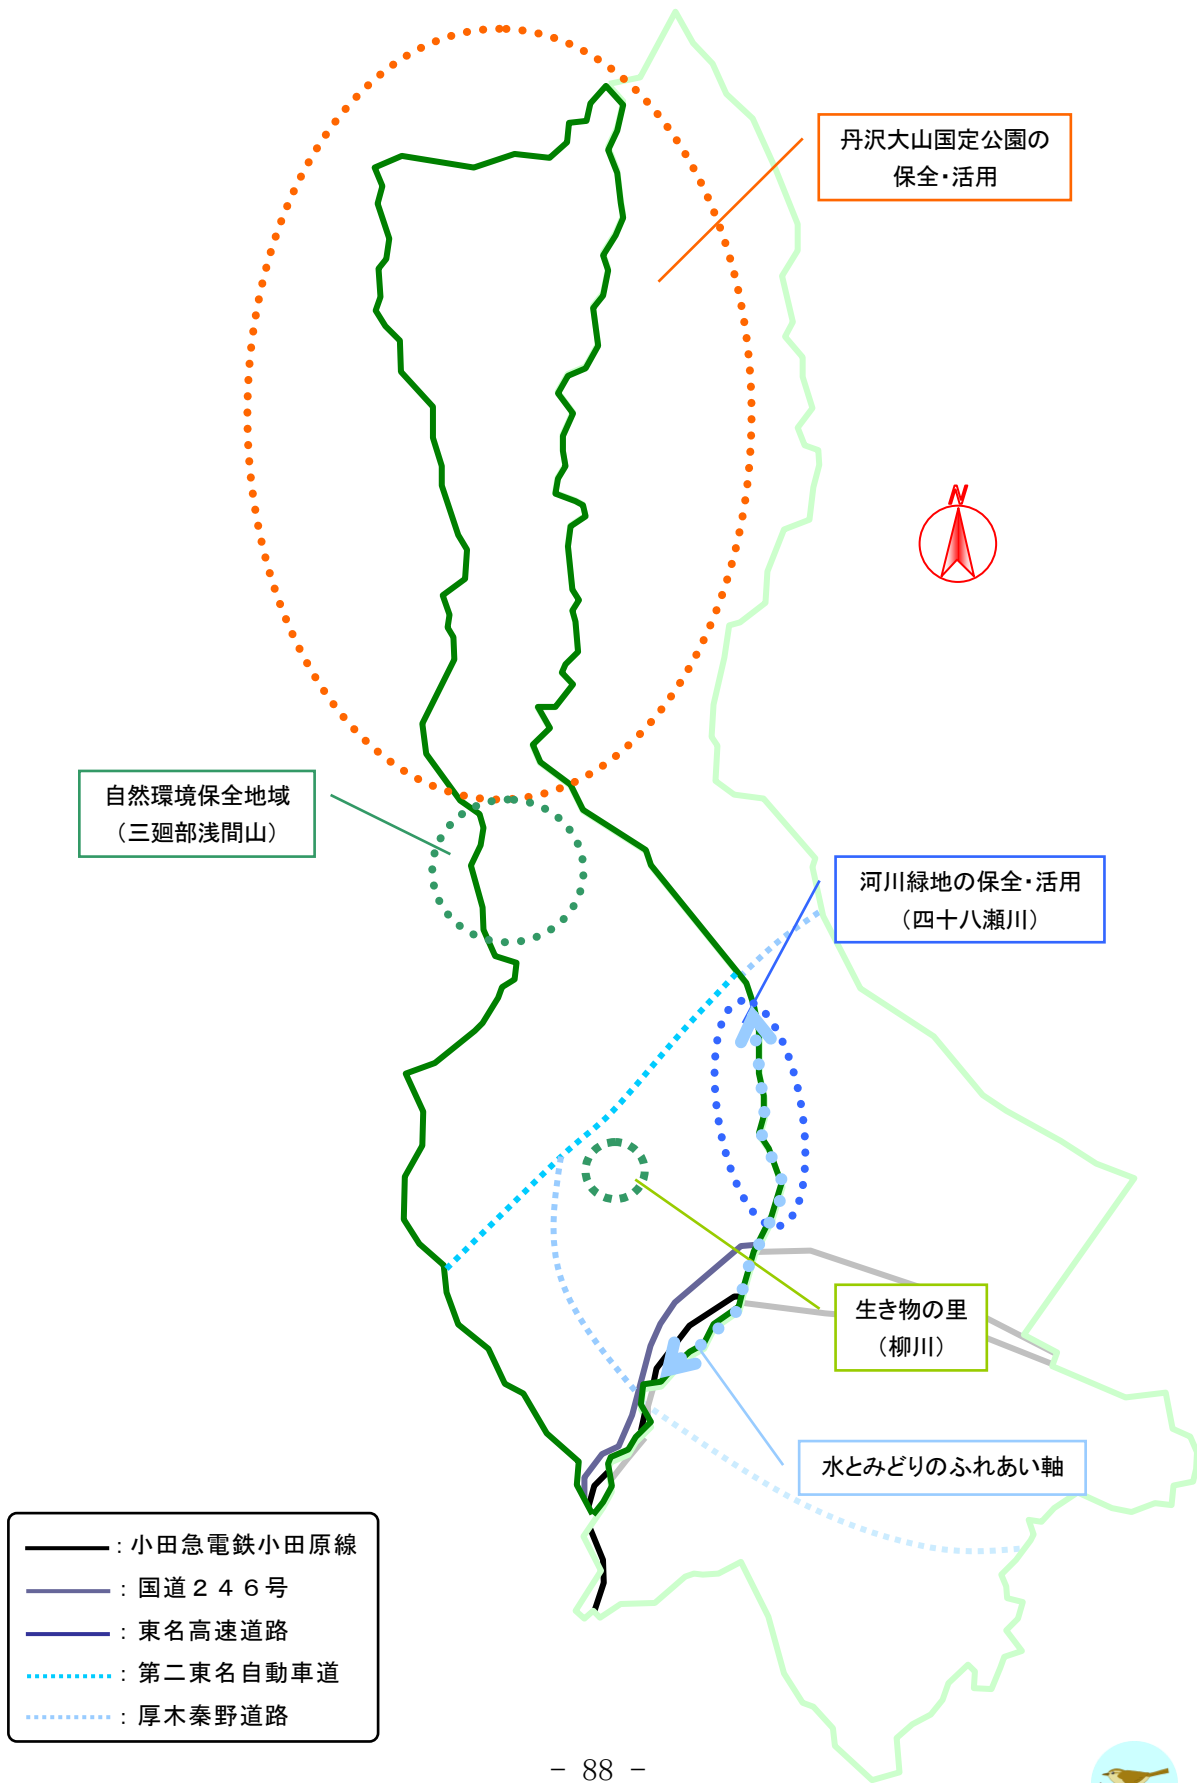 丹沢大山国定公園の
保全・活用
N
自然環境保全地域
（三廻部浅間山）
河川緑地の保全・活用
（四十八瀬川）
生き物の里
（柳川）
水とみどりのふれあい軸
：小田急電鉄小田原線
：国道２４６号
：東名高速道路
：第二東名自動車道
：厚木秦野道路
- 88 -